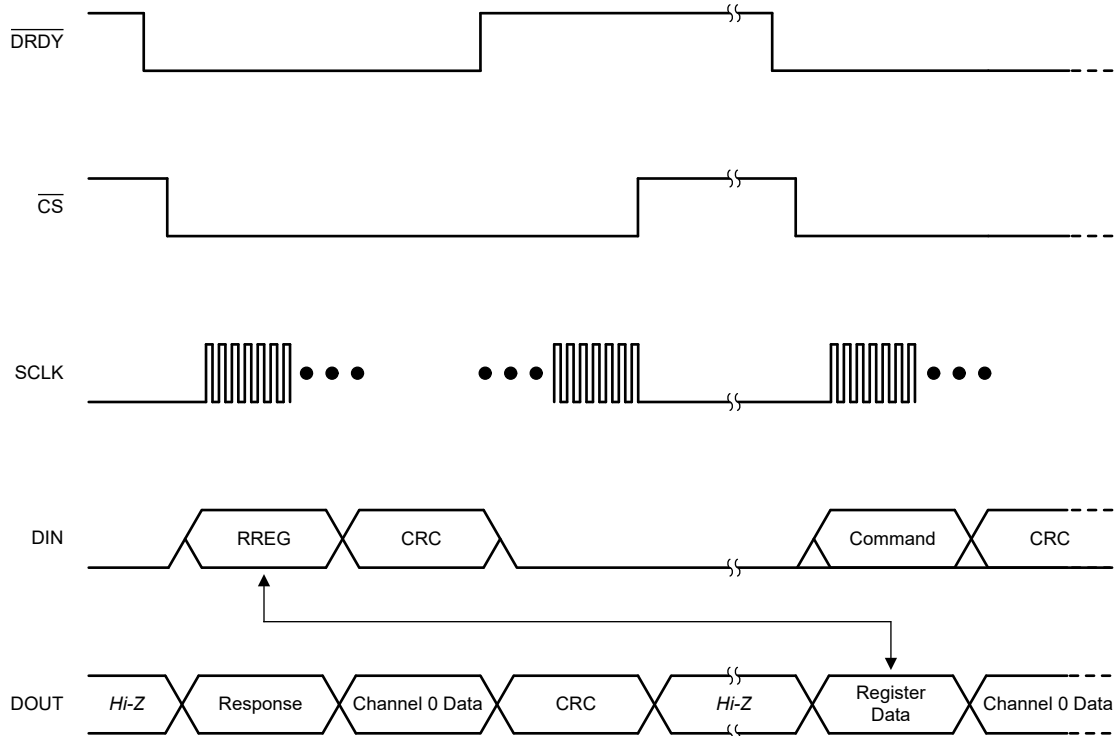 DRDY
CS
SCLK
DIN
RREG
CRC
Command
CRC
DOUT
Hi-Z
Response
Channel 0 Data
CRC
Hi-Z
Register
Data
Channel 0 Data